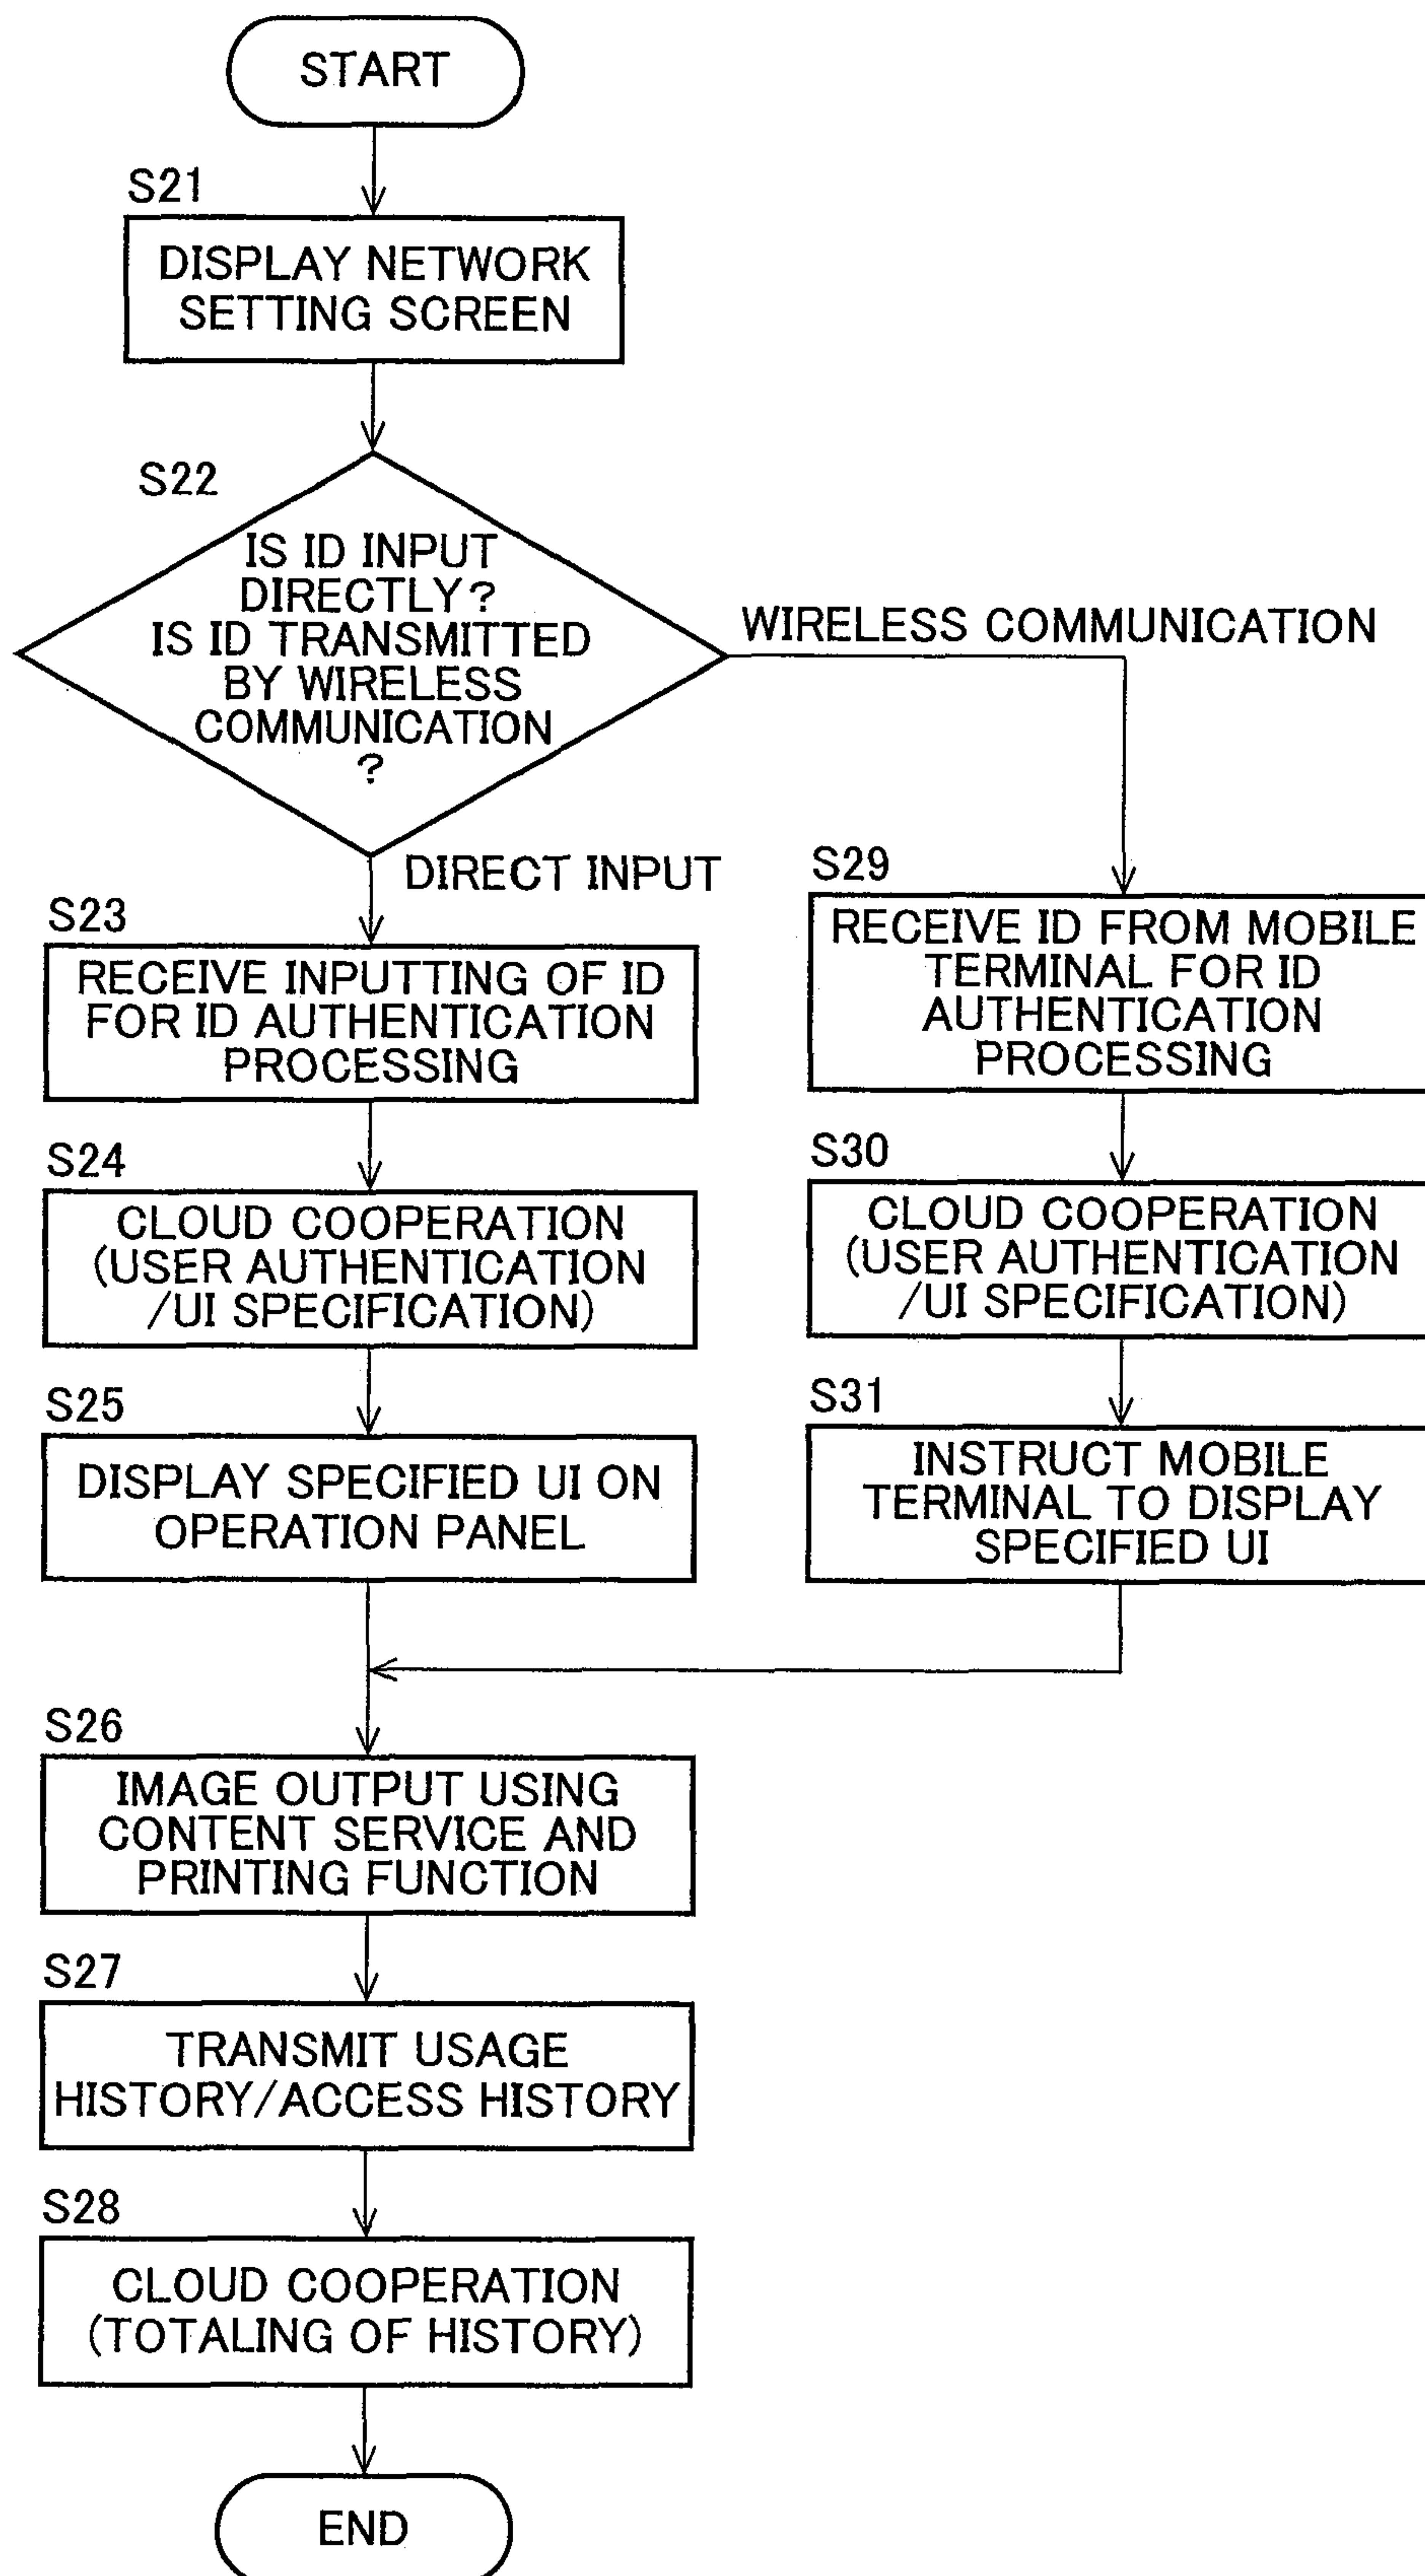 START
S21
DISPLAY NETWORK
SETTING SCREEN
S22
IS ID INPUT
DIRECTLY?
IS ID TRANSMITTED
BY WIRELESS
COMMUNICATION
?
WIRELESS COMMUNICATION
DIRECT INPUT
S23
RECEIVE INPUTTING OF ID
FOR ID AUTHENTICATION
PROCESSING
S24
CLOUD COOPERATION
(USER AUTHENTICATION
/UI SPECIFICATION)
S25
DISPLAY SPECIFIED UI ON
OPERATION PANEL
S29
RECEIVE ID FROM MOBILE
TERMINAL FOR ID
AUTHENTICATION
PROCESSING
S30
CLOUD COOPERATION
(USER AUTHENTICATION
/UI SPECIFICATION)
S31
INSTRUCT MOBILE
TERMINAL TO DISPLAY
SPECIFIED UI
S26
IMAGE OUTPUT USING
CONTENT SERVICE AND
PRINTING FUNCTION
S27
TRANSMIT USAGE
HISTORY/ACCESS HISTORY
S28
CLOUD COOPERATION
(TOTALING OF HISTORY)
END